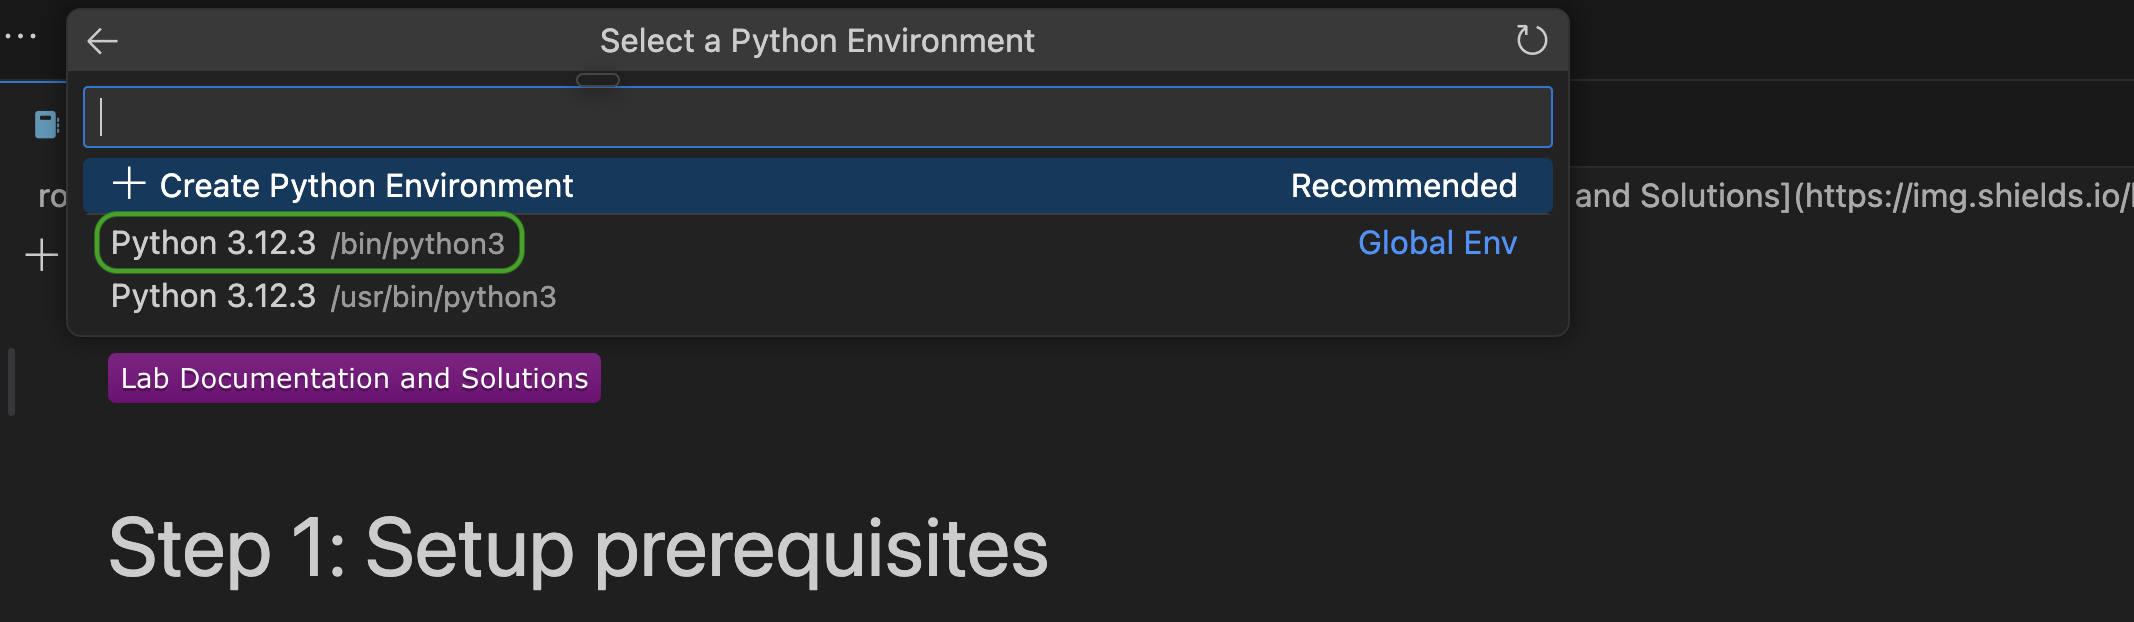 Select a Python Environment
Create Python Environment Recommended
Python 3.12.3 /bin/python3 Global Env
Python 3.12.3 /usr/bin/python3
and Solutions](https://img.shields.io/
Lab Documentation and Solutions
Step 1: Setup prerequisites